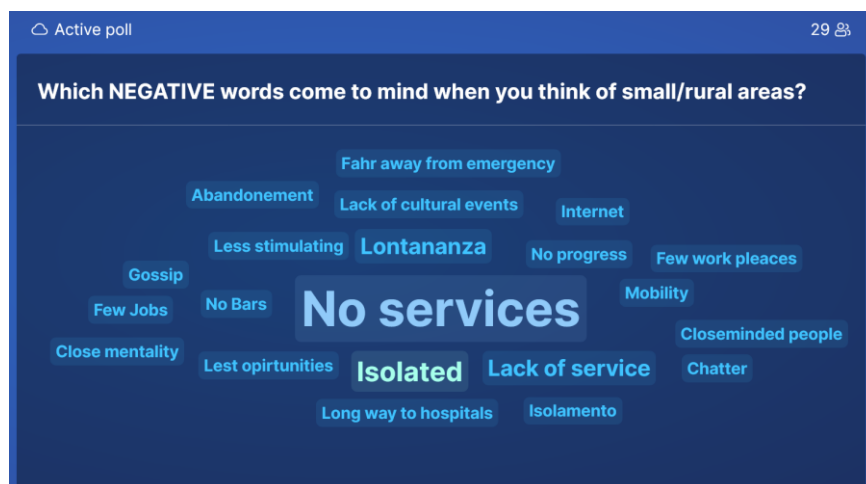 Active poll
29
Which NEGATIVE words come to mind when you think of small/rural areas?
Fahr away from emergency
Abandonement
Lack of cultural events
Internet
Less stimulating
Lontananza
No progress
Few work pleaces
Gossip
Few Jobs
No Bars
No services
Mobility
Closeminded people
Close mentality
Lest opirtunities
Isolated
Lack of service
Chatter
Long way to hospitals
Isolamento